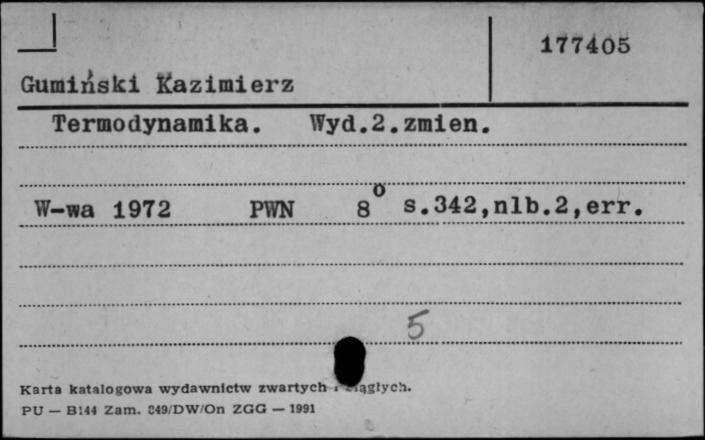 177405
Gumiński Kazimierz
Termodynamika. Wyd.2.zmien.
W-wa 1972 PWN 8° s.342,nlb.2,err.
5
Karta katalogowa wydawnictw zwartych i ciągłych.
PU — B144 Zam. 849/DW/On ZGG — 1991